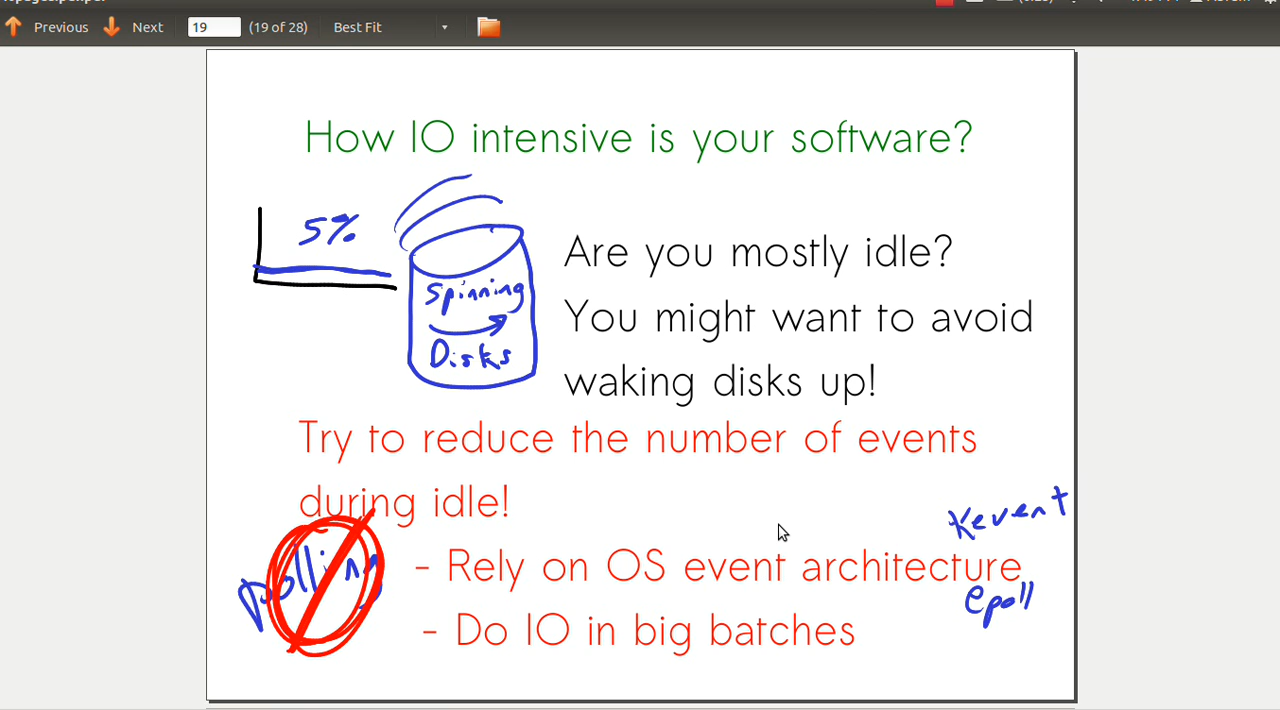 Previous Next 19 (19 of 28) Best Fit
How IO intensive is your software?
5%
Spinning
Disks
Are you mostly idle?
You might want to avoid
waking disks up!
Try to reduce the number of events
during idle!
polling
- Rely on OS event architecture
kevent
epoll
- Do IO in big batches